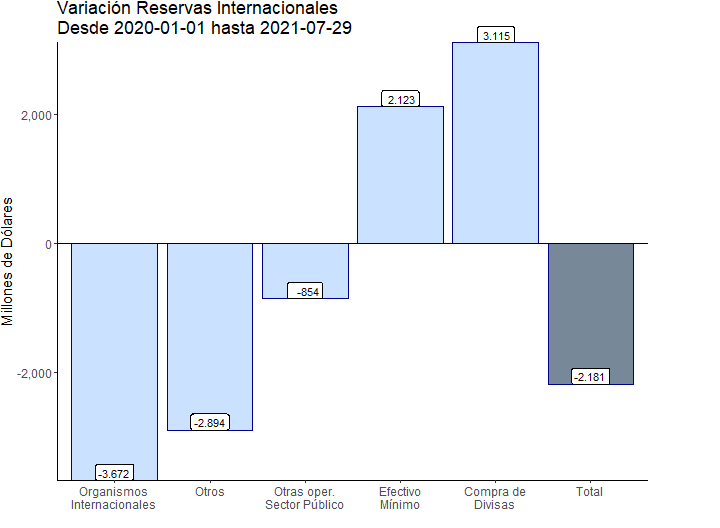 Variación Reservas Internacionales
Desde 2020-01-01 hasta 2021-07-29
Millones de Dólares
2,000
0
-2,000
3.115
2.123
-854
-2.181
-2.894
-3.672
Organismos
Internacionales
Otros
Otras oper.
Sector Público
Efectivo
Mínimo
Compra de
Divisas
Total